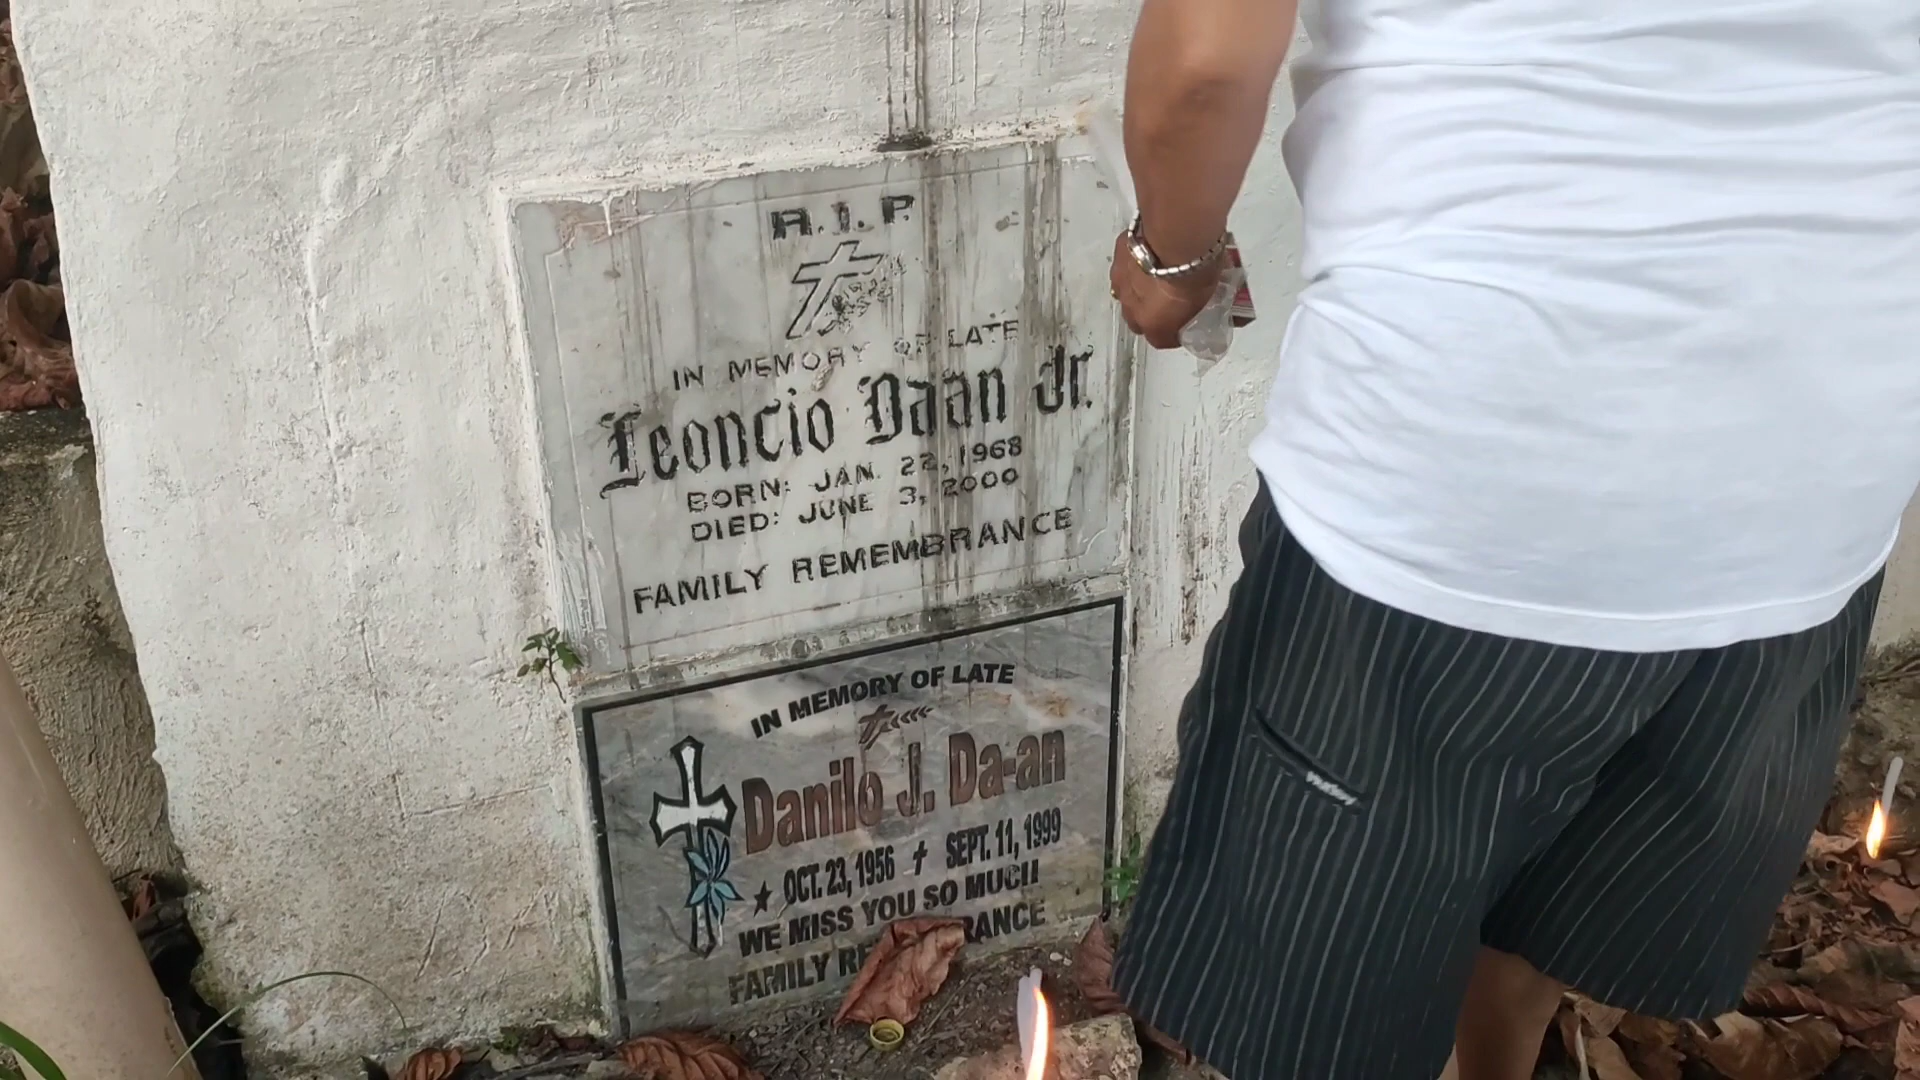 R.I.P.
IN MEMORY OF LATE
Leoncio Daan Jr.
BORN: JAN. 22, 1968
DIED: JUNE 3, 2000
FAMILY REMEMBRANCE
IN MEMORY OF LATE
Danilo J. Da-an
OCT. 23, 1956 SEPT. 11, 1999
WE MISS YOU SO MUCH
FAMILY